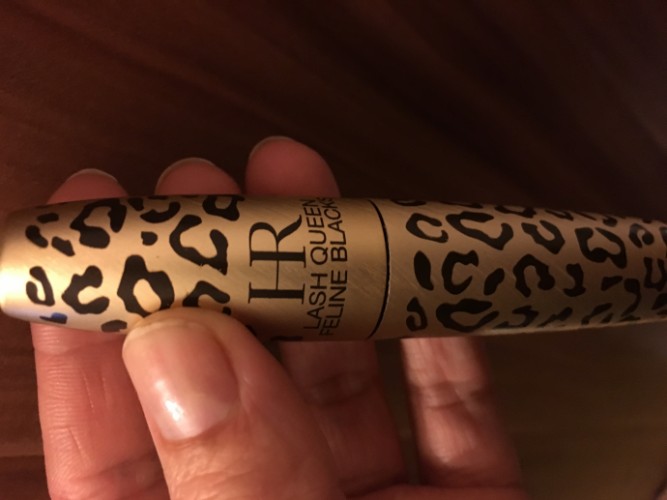 HR
LASH QUEEN
FELINE BLACKS